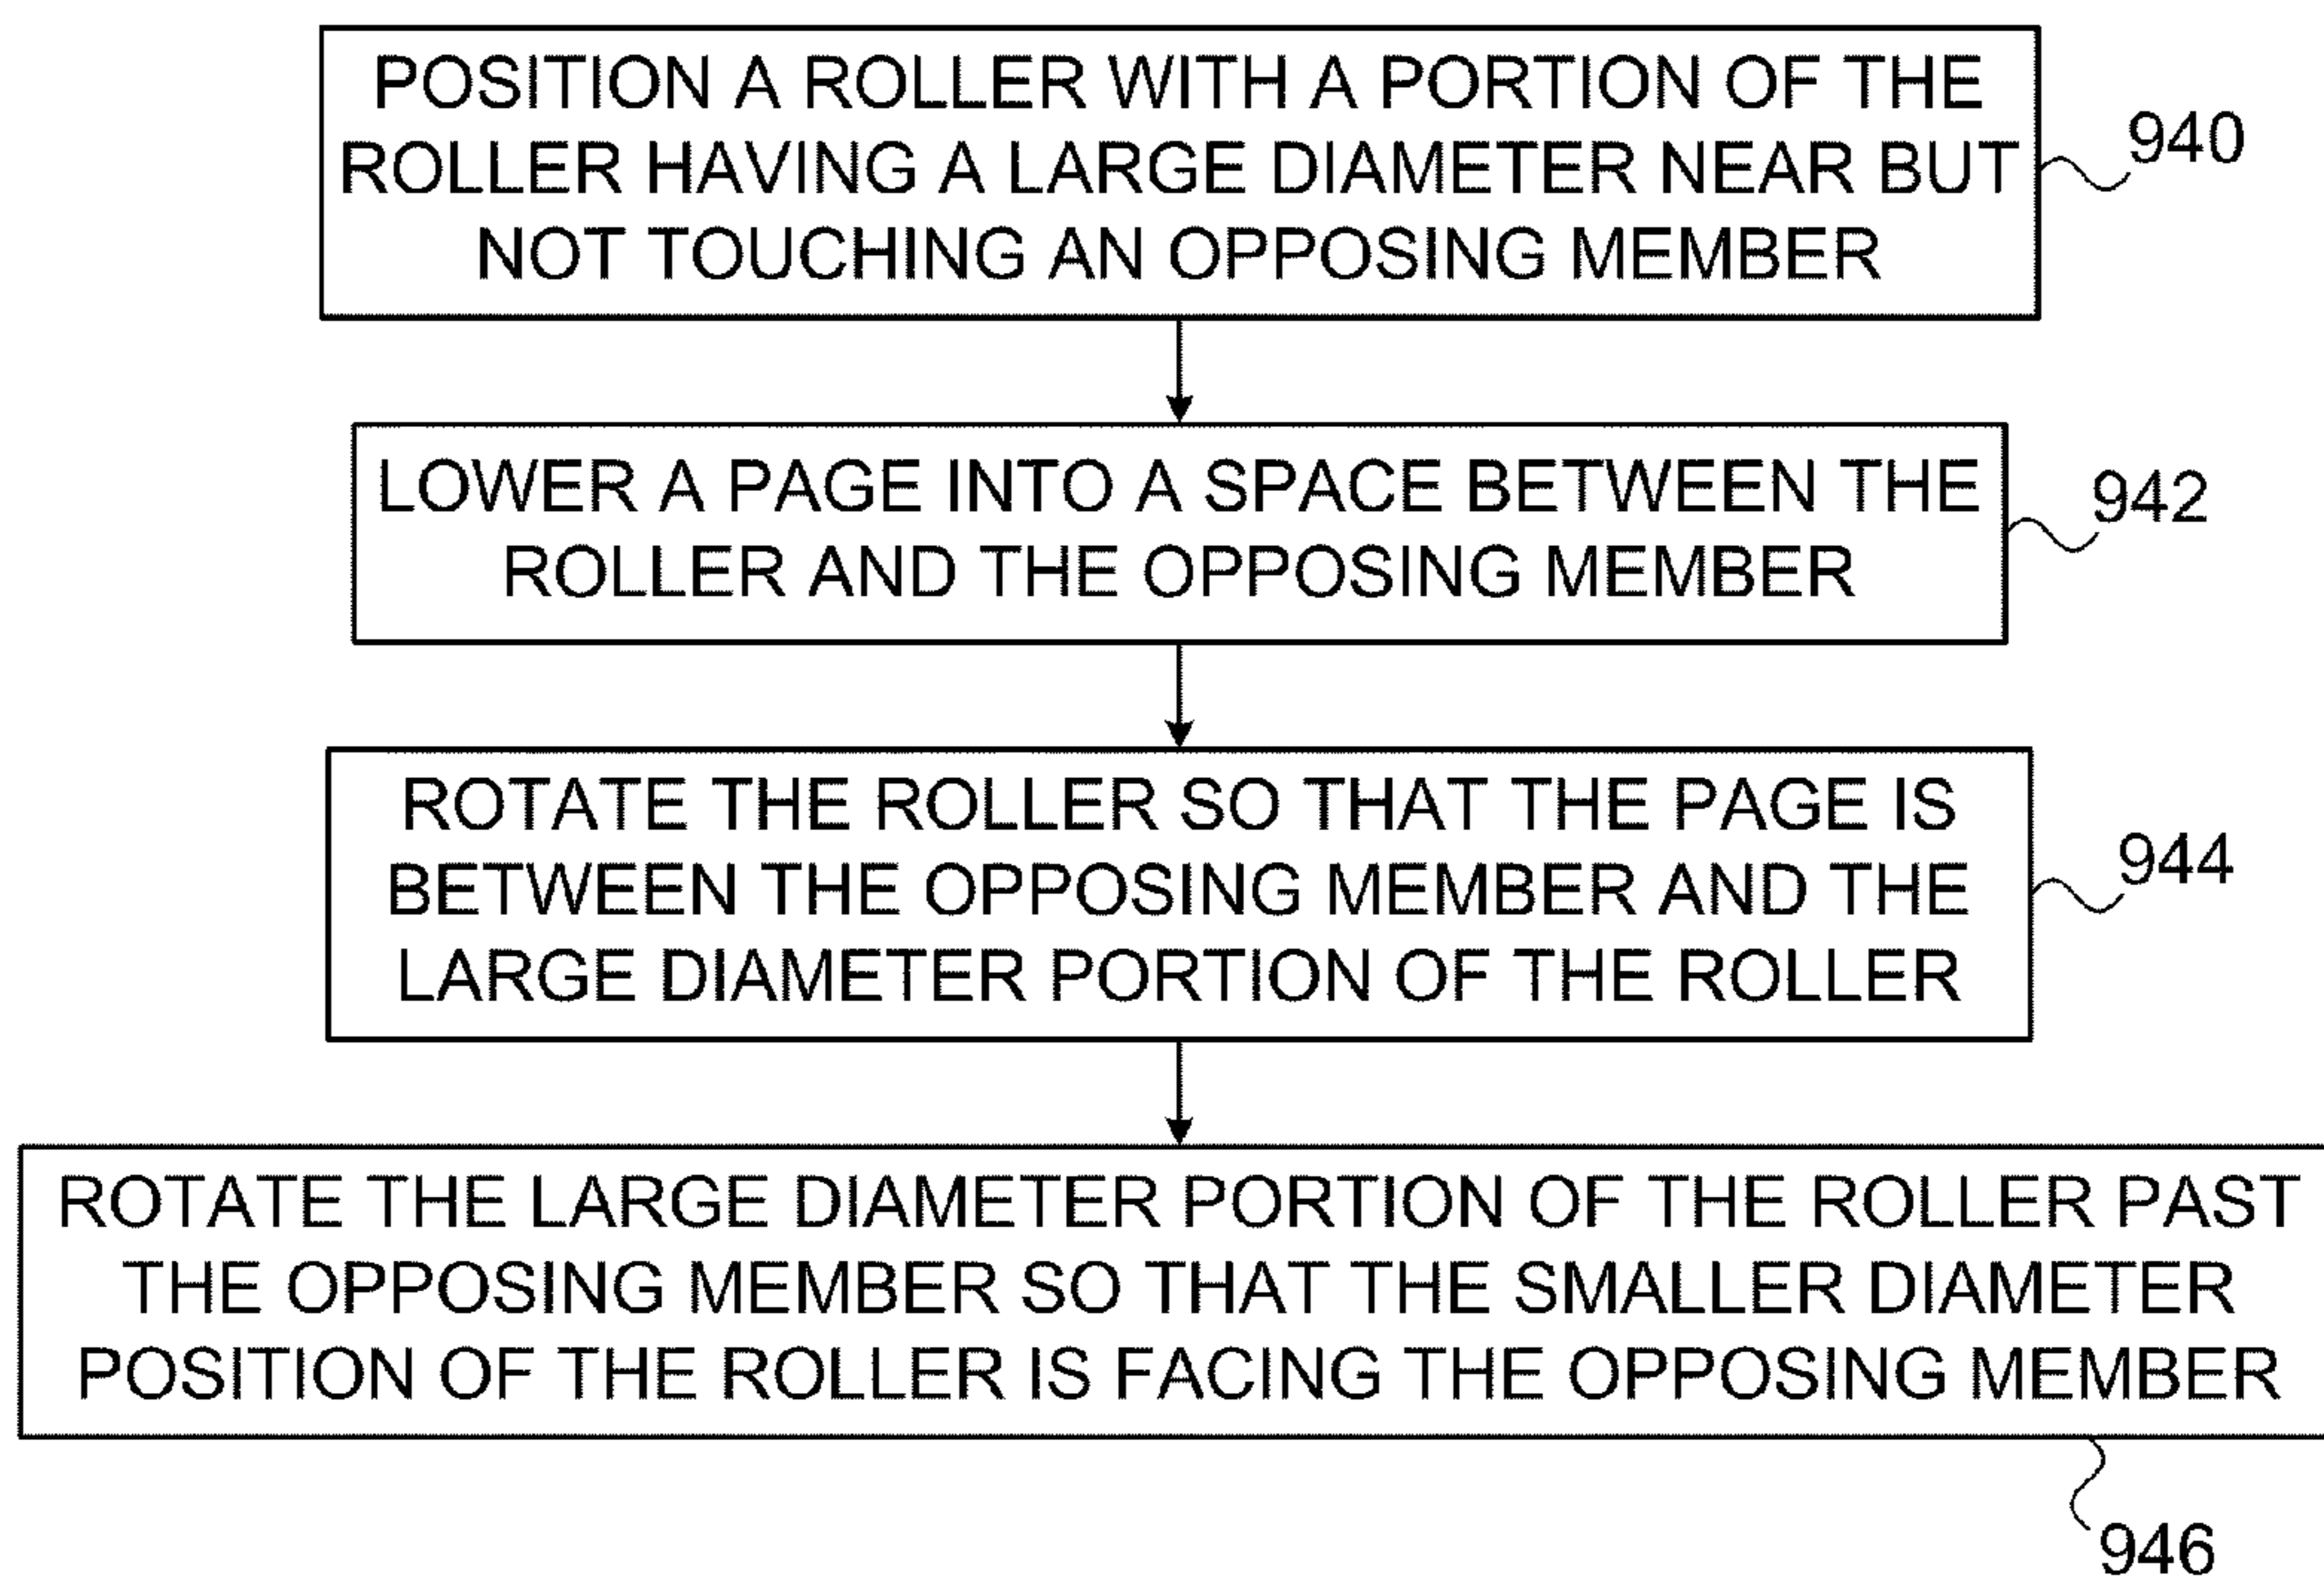 POSITION A ROLLER WITH A PORTION OF THE
ROLLER HAVING A LARGE DIAMETER NEAR BUT
NOT TOUCHING AN OPPOSING MEMBER
940
LOWER A PAGE INTO A SPACE BETWEEN THE
ROLLER AND THE OPPOSING MEMBER
942
ROTATE THE ROLLER SO THAT THE PAGE IS
BETWEEN THE OPPOSING MEMBER AND THE
LARGE DIAMETER PORTION OF THE ROLLER
944
ROTATE THE LARGE DIAMETER PORTION OF THE ROLLER PAST
THE OPPOSING MEMBER SO THAT THE SMALLER DIAMETER
POSITION OF THE ROLLER IS FACING THE OPPOSING MEMBER
946